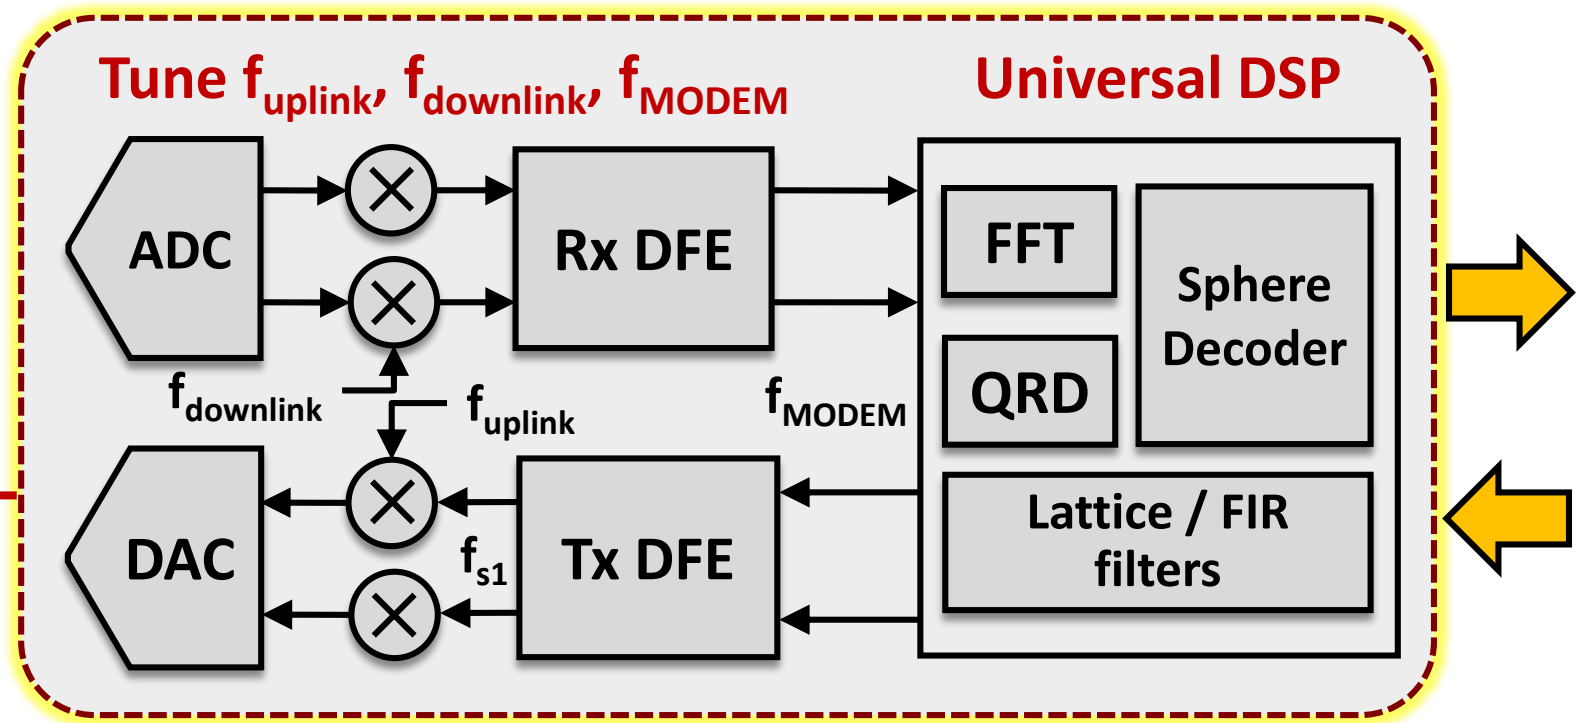 Tune f_uplink, f_downlink, f_MODEM
Universal DSP
ADC
Rx DFE
FFT
Sphere
Decoder
QRD
f_downlink
f_uplink
f_MODEM
DAC
f_s1
Tx DFE
Lattice / FIR
filters